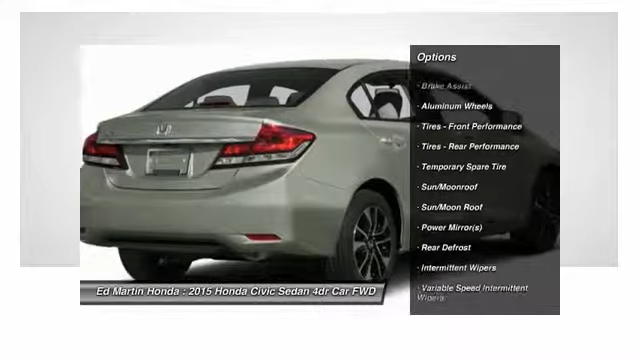 Options
· Brake Assist
· Aluminum Wheels
· Tires - Front Performance
· Tires - Rear Performance
· Temporary Spare Tire
· Sun/Moonroof
· Sun/Moon Roof
· Power Mirror(s)
· Rear Defrost
· Intermittent Wipers
· Variable Speed Intermittent
Wipers
Ed Martin Honda : 2015 Honda Civic Sedan 4dr Car FWD